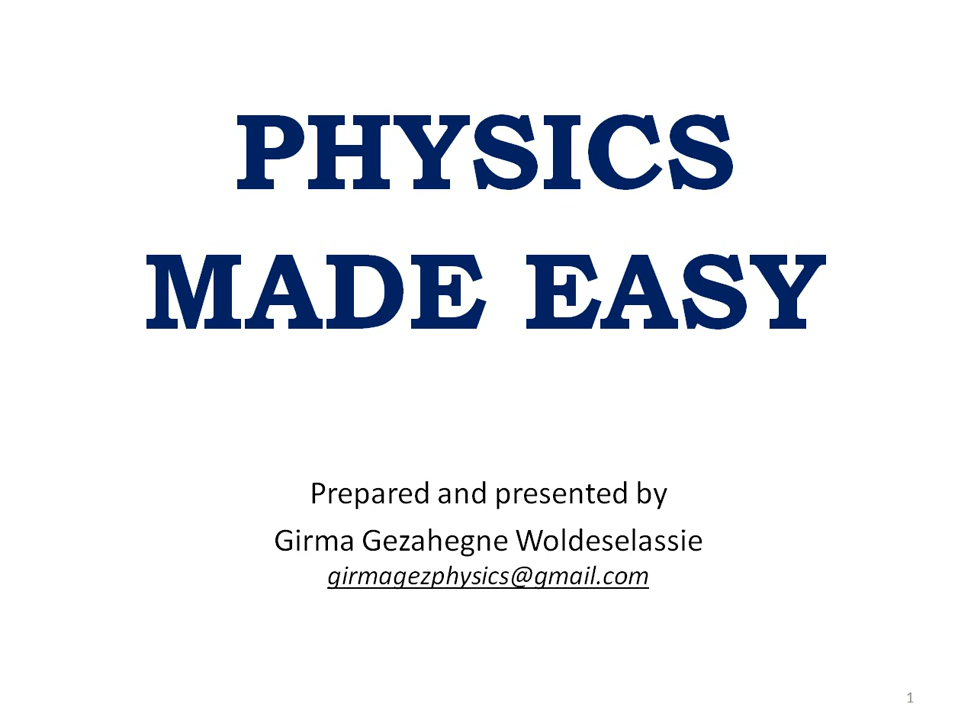 PHYSICS
MADE EASY
Prepared and presented by
Girma Gezahegne Woldeselassie
girmagezphysics@gmail.com
1